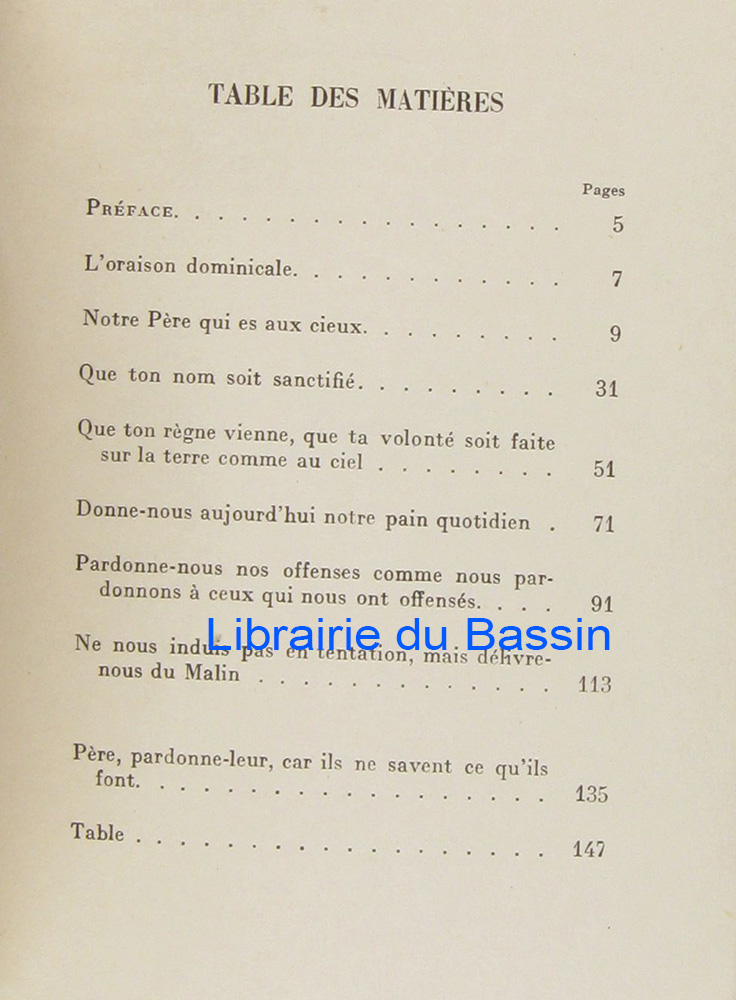 TABLE DES MATIÈRES
Pages
PRÉFACE. . . . . . . . . . . . . . . . . 5
L'oraison dominicale. . . . . . . . . . . . 7
Notre Père qui es aux cieux. . . . . . . . . 9
Que ton nom soit sanctifié. . . . . . . . . 31
Que ton règne vienne, que ta volonté soit faite
sur la terre comme au ciel . . . . . . . . 51
Donne-nous aujourd'hui notre pain quotidien . 71
Pardonne-nous nos offenses comme nous par-
donnons à ceux qui nous ont offensés. . . . 91
Librairie du Bassin
Ne nous induis pas en tentation, mais délivre-
nous du Malin . . . . . . . . . . . . . 113
Père, pardonne-leur, car ils ne savent ce qu'ils
font. . . . . . . . . . . . . . . . . . . 135
Table . . . . . . . . . . . . . . . . . . 147